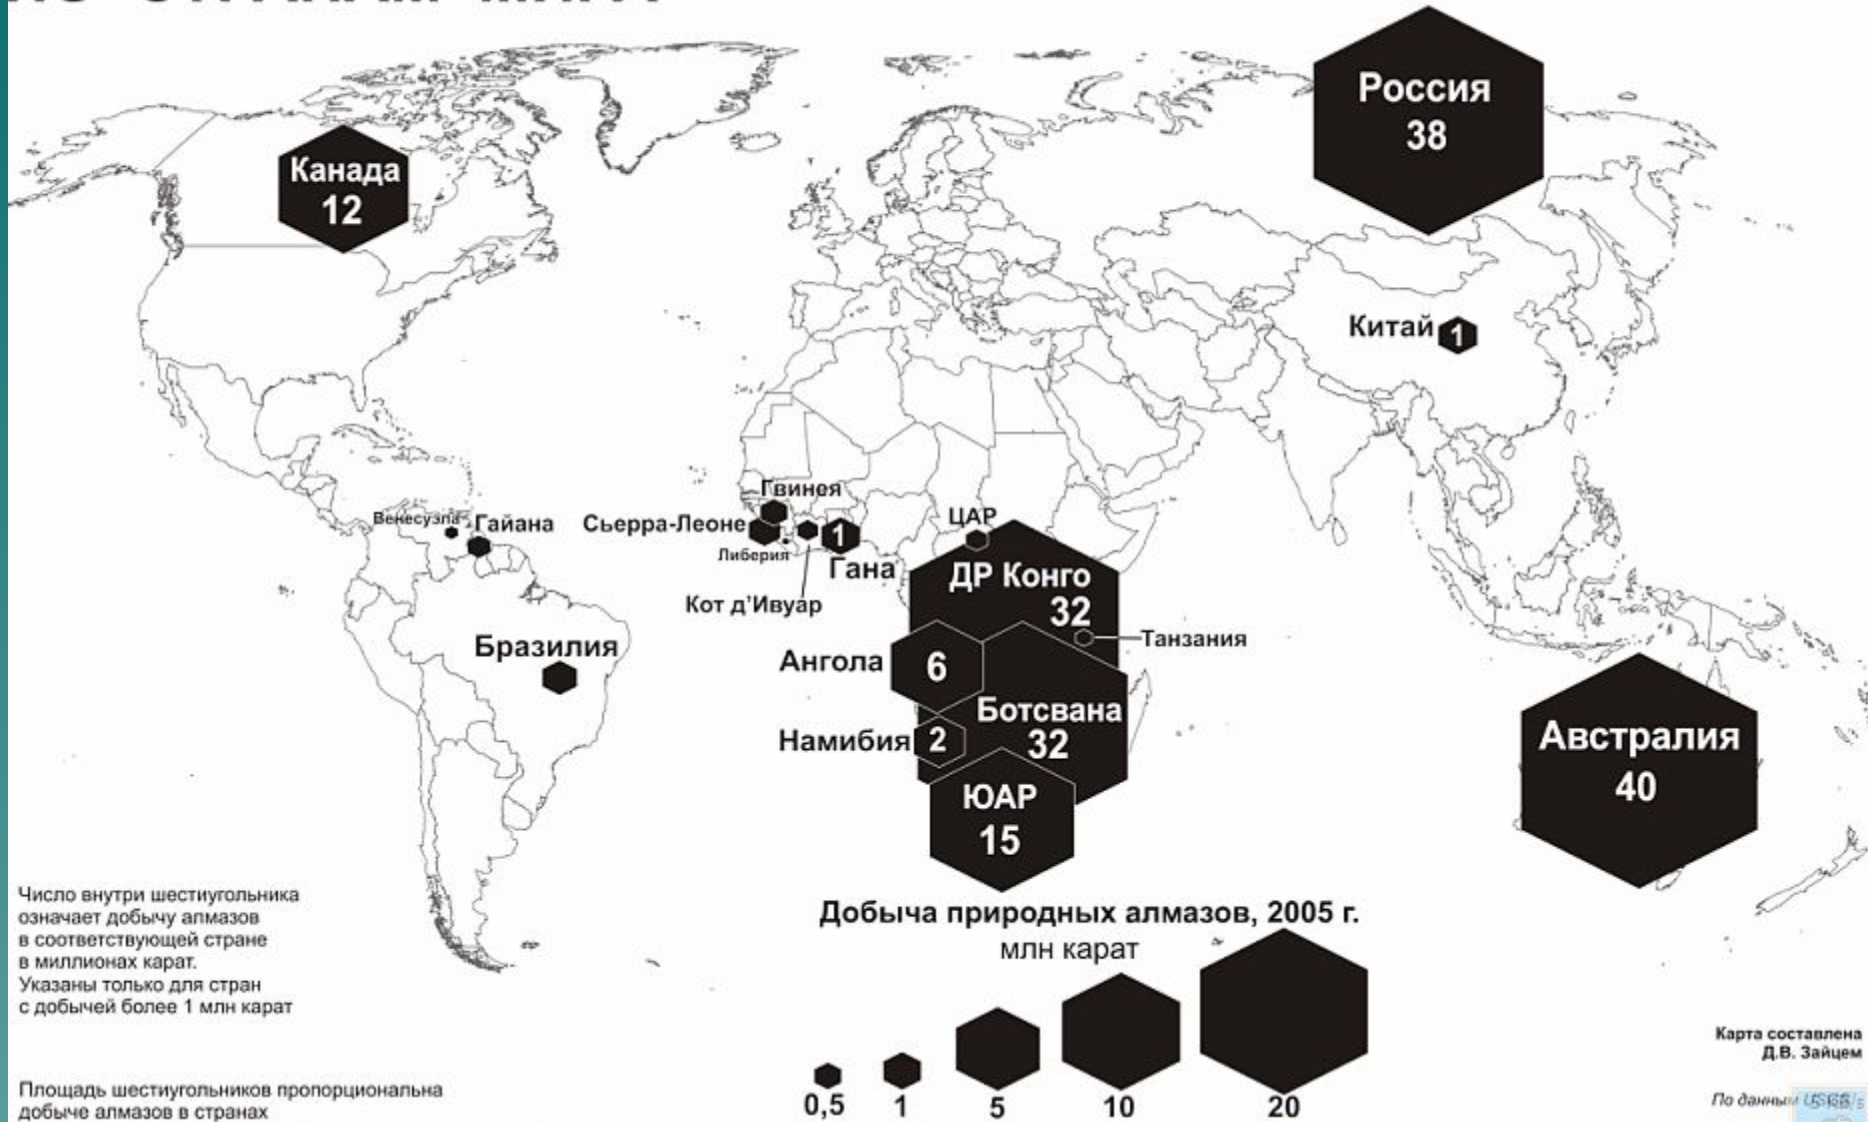 Россия
38
Канада
12
Китай 1
Гвинея
Венесуэла
Гайана
Сьерра-Леоне
ЦАР
Либерия
1
Гана
Кот д'Ивуар
ДР Конго
32
Танзания
Бразилия
Ангола 6
Ботсвана
32
Намибия 2
Австралия
40
ЮАР
15
Число внутри шестиугольника
означает добычу алмазов
в соответствующей стране
в миллионах карат.
Указаны только для стран
с добычей более 1 млн карат
Добыча природных алмазов, 2005 г.
млн карат
0,5 1 5 10 20
Площадь шестиугольников пропорциональна
добыче алмазов в странах
Карта составлена
Д.В. Зайцем
По данным